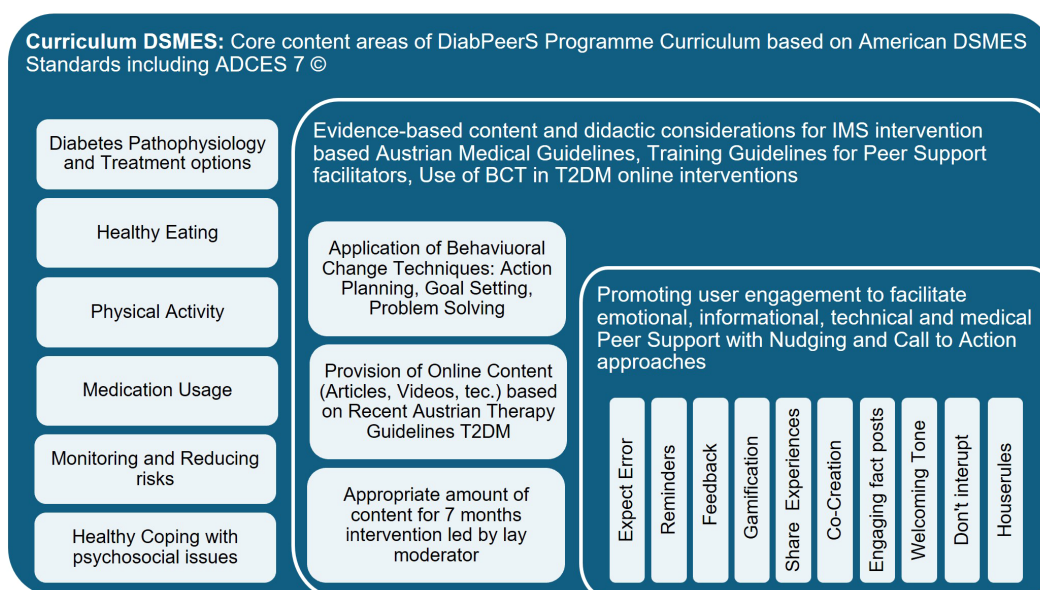 Curriculum DSMES: Core content areas of DiabPeerS Programme Curriculum based on American DSMES
Standards including ADCES 7 ©
Diabetes Pathophysiology
and Treatment options
Healthy Eating
Physical Activity
Medication Usage
Monitoring and Reducing
risks
Healthy Coping with
psychosocial issues
Evidence-based content and didactic considerations for IMS intervention
based Austrian Medical Guidelines, Training Guidelines for Peer Support
facilitators, Use of BCT in T2DM online interventions
Application of Behaviuoral
Change Techniques: Action
Planning, Goal Setting,
Problem Solving
Provision of Online Content
(Articles, Videos, tec.) based
on Recent Austrian Therapy
Guidelines T2DM
Appropriate amount of
content for 7 months
intervention led by lay
moderator
Promoting user engagement to facilitate
emotional, informational, technical and medical
Peer Support with Nudging and Call to Action
approaches
Expect Error
Reminders
Feedback
Gamification
Share Experiences
Co-Creation
Engaging fact posts
Welcoming Tone
Don't interupt
Houserules